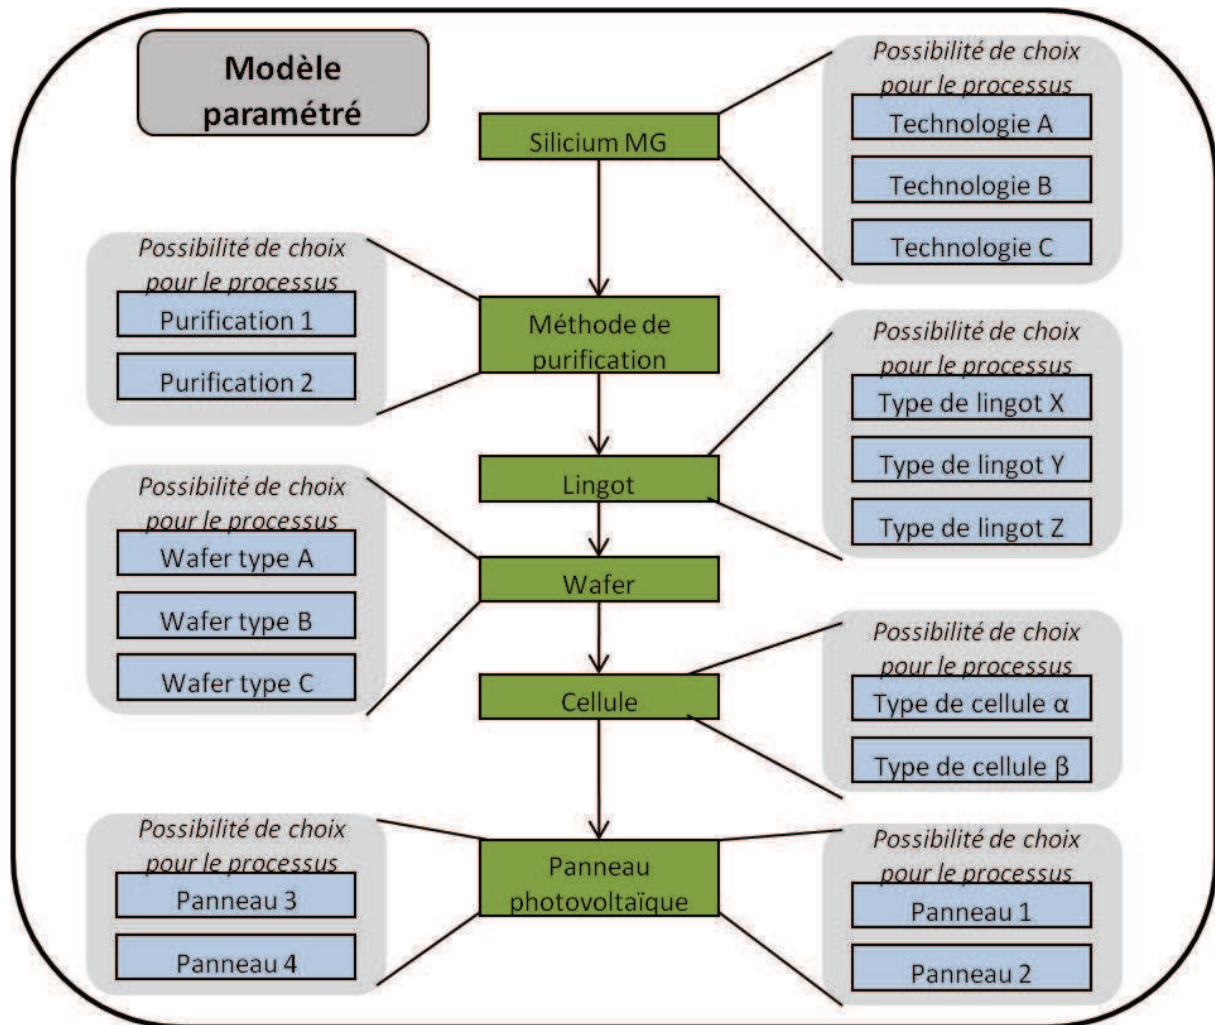 Modèle
paramétré
Silicium MG
Possibilité de choix
pour le processus
Technologie A
Technologie B
Technologie C
Possibilité de choix
pour le processus
Purification 1
Purification 2
Méthode de
purification
Possibilité de choix
pour le processus
Type de lingot X
Type de lingot Y
Type de lingot Z
Lingot
Possibilité de choix
pour le processus
Wafer type A
Wafer type B
Wafer type C
Wafer
Possibilité de choix
pour le processus
Type de cellule α
Type de cellule β
Cellule
Possibilité de choix
pour le processus
Panneau 3
Panneau 4
Panneau
photovoltaïque
Possibilité de choix
pour le processus
Panneau 1
Panneau 2